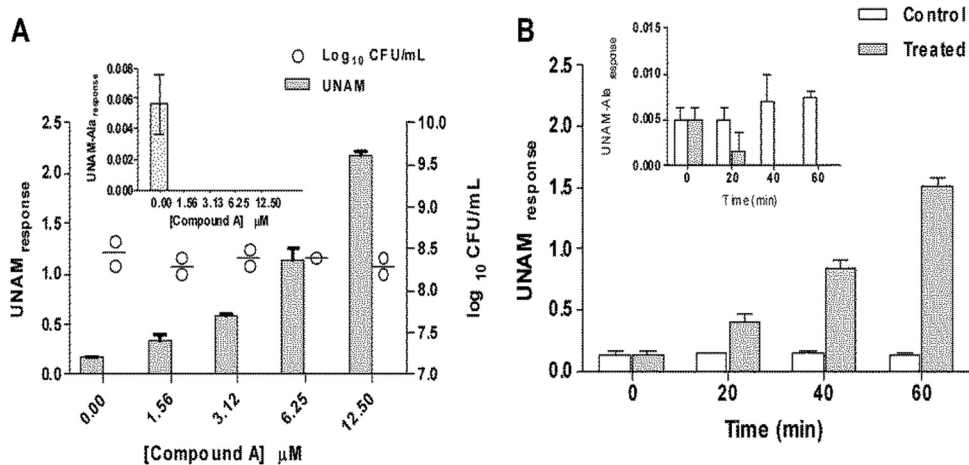 A
Log10 CFU/mL
UNAM
UNAM-Ala response
0.008
0.006
0.004
0.002
0.000
0.00 1.56 3.13 6.25 12.50
[Compound A] μM
UNAM response
2.5
2.0
1.5
1.0
0.5
0.0
10.0
9.5
9.0
8.5
8.0
7.5
7.0
log 10 CFU/mL
0.00 1.56 3.12 6.25 12.50
[Compound A] μM
B
Control
Treated
UNAM-Ala response
0.015
0.010
0.005
0.000
0 20 40 60
Time (min)
UNAM response
2.5
2.0
1.5
1.0
0.5
0.0
0 20 40 60
Time (min)